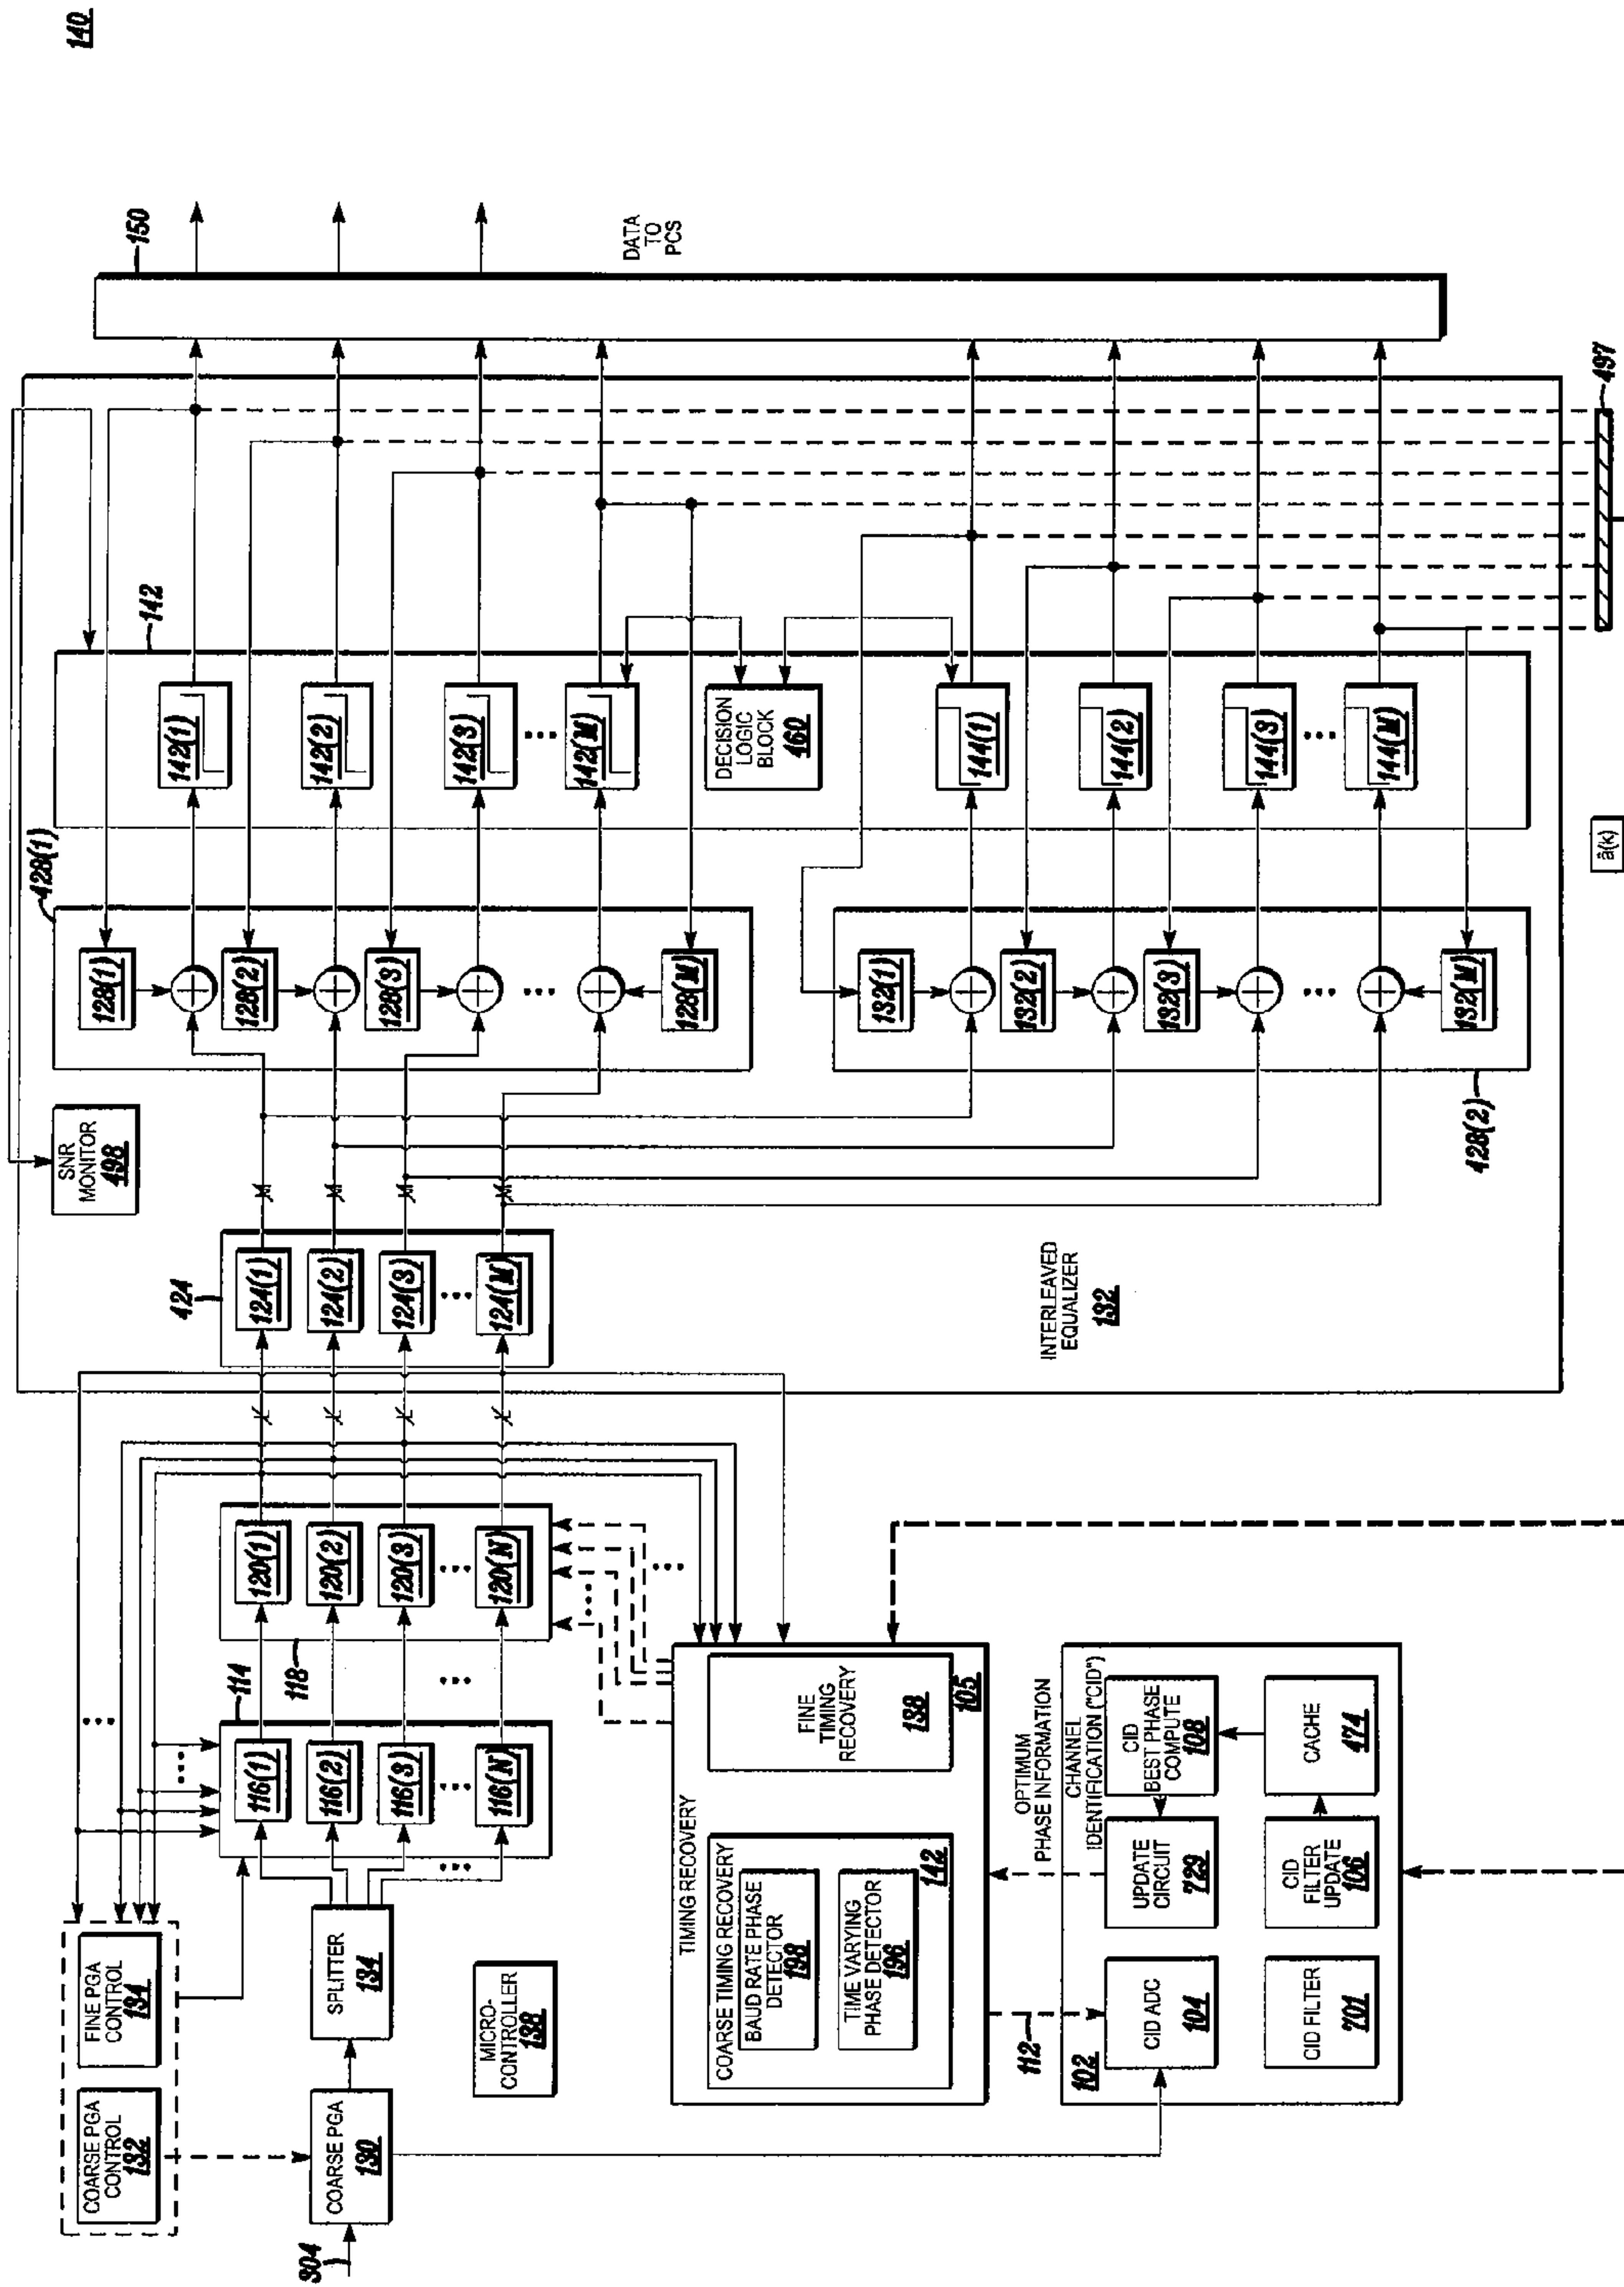 140
COARSE PGA
CONTROL
132
FINE PGA
CONTROL
134
304
COARSE PGA
130
SPLITTER
134
MICRO-
CONTROLLER
138
114
116(1)
116(2)
116(3)
116(N)
118
120(1)
120(2)
120(3)
120(N)
424
124(1)
124(2)
124(3)
124(M)
M
M
M
M
SNR
MONITOR
498
INTERLEAVED
EQUALIZER
132
428(1)
128(1)
128(2)
128(3)
128(M)
428(2)
132(1)
132(2)
132(3)
132(M)
142
142(1)
142(2)
142(3)
142(M)
DECISION
LOGIC
BLOCK
460
144(1)
144(2)
144(3)
144(M)
150
DATA
TO
PCS
497
â(k)
TIMING RECOVERY
COARSE TIMING RECOVERY
BAUD RATE PHASE
DETECTOR
198
TIME VARYING
PHASE DETECTOR
196
142
FINE
TIMING
RECOVERY
138
105
112
OPTIMUM
PHASE INFORMATION
CHANNEL
IDENTIFICATION ("CID")
102
CID ADC
104
UPDATE
CIRCUIT
729
CID
BEST PHASE
COMPUTE
108
CID FILTER
701
CID
FILTER
UPDATE
106
CACHE
474